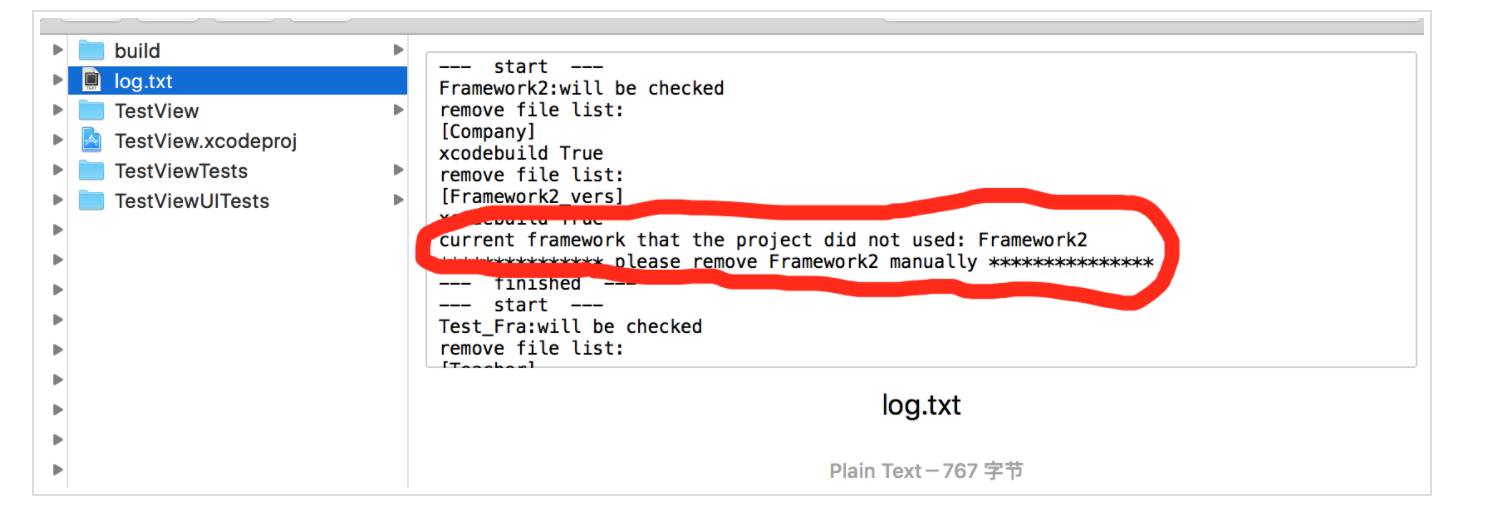 build
log.txt
TestView
TestView.xcodeproj
TestViewTests
TestViewUITests
--- start ---
Framework2:will be checked
remove file list:
[Company]
xcodebuild True
remove file list:
[Framework2_vers]
xcodebuild True
current framework that the project did not used: Framework2
*************** please remove Framework2 manually ***************
--- finished ---
--- start ---
Test_Fra:will be checked
remove file list:
[Teacher]
log.txt
Plain Text — 767 字节